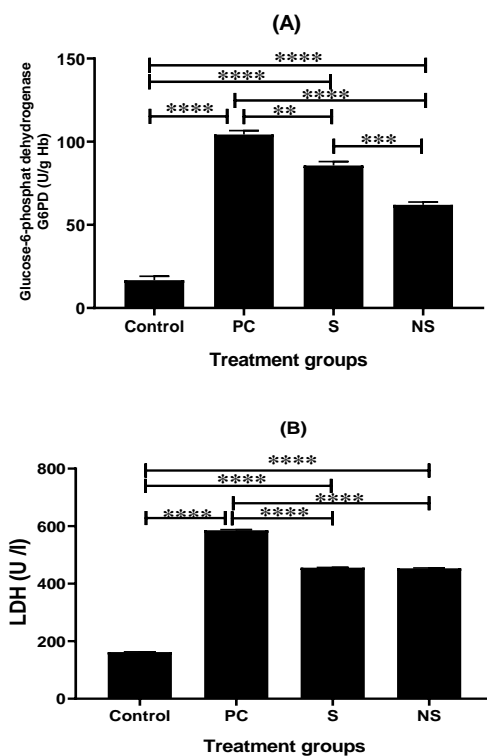 (A)
Glucose-6-phosphat dehydrogenase
G6PD (U/g Hb)
150
100
50
0
****
****
****
****
**
***
Control PC S NS
Treatment groups
(B)
LDH (U /l)
800
600
400
200
0
****
****
****
****
****
Control PC S NS
Treatment groups